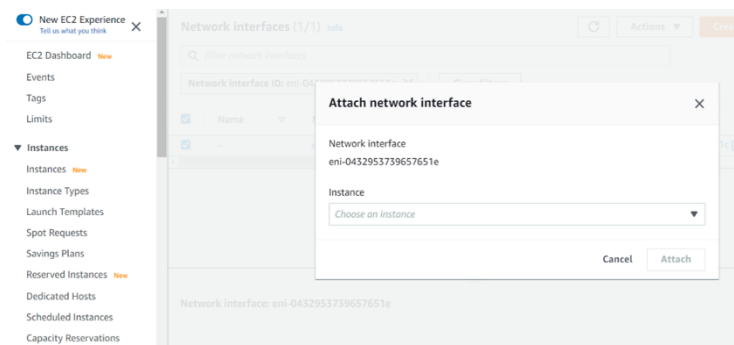 New EC2 Experience
Tell us what you think
EC2 Dashboard New
Events
Tags
Limits
Instances
Instances New
Instance Types
Launch Templates
Spot Requests
Savings Plans
Reserved Instances New
Dedicated Hosts
Scheduled Instances
Capacity Reservations
Network interfaces (1/1) Info
Actions
Filter network interfaces
Network interface ID:
Name
Attach network interface
Network interface
eni-0432953739657651e
Instance
Choose an instance
Cancel Attach
Network interface: eni-0432953739657651e